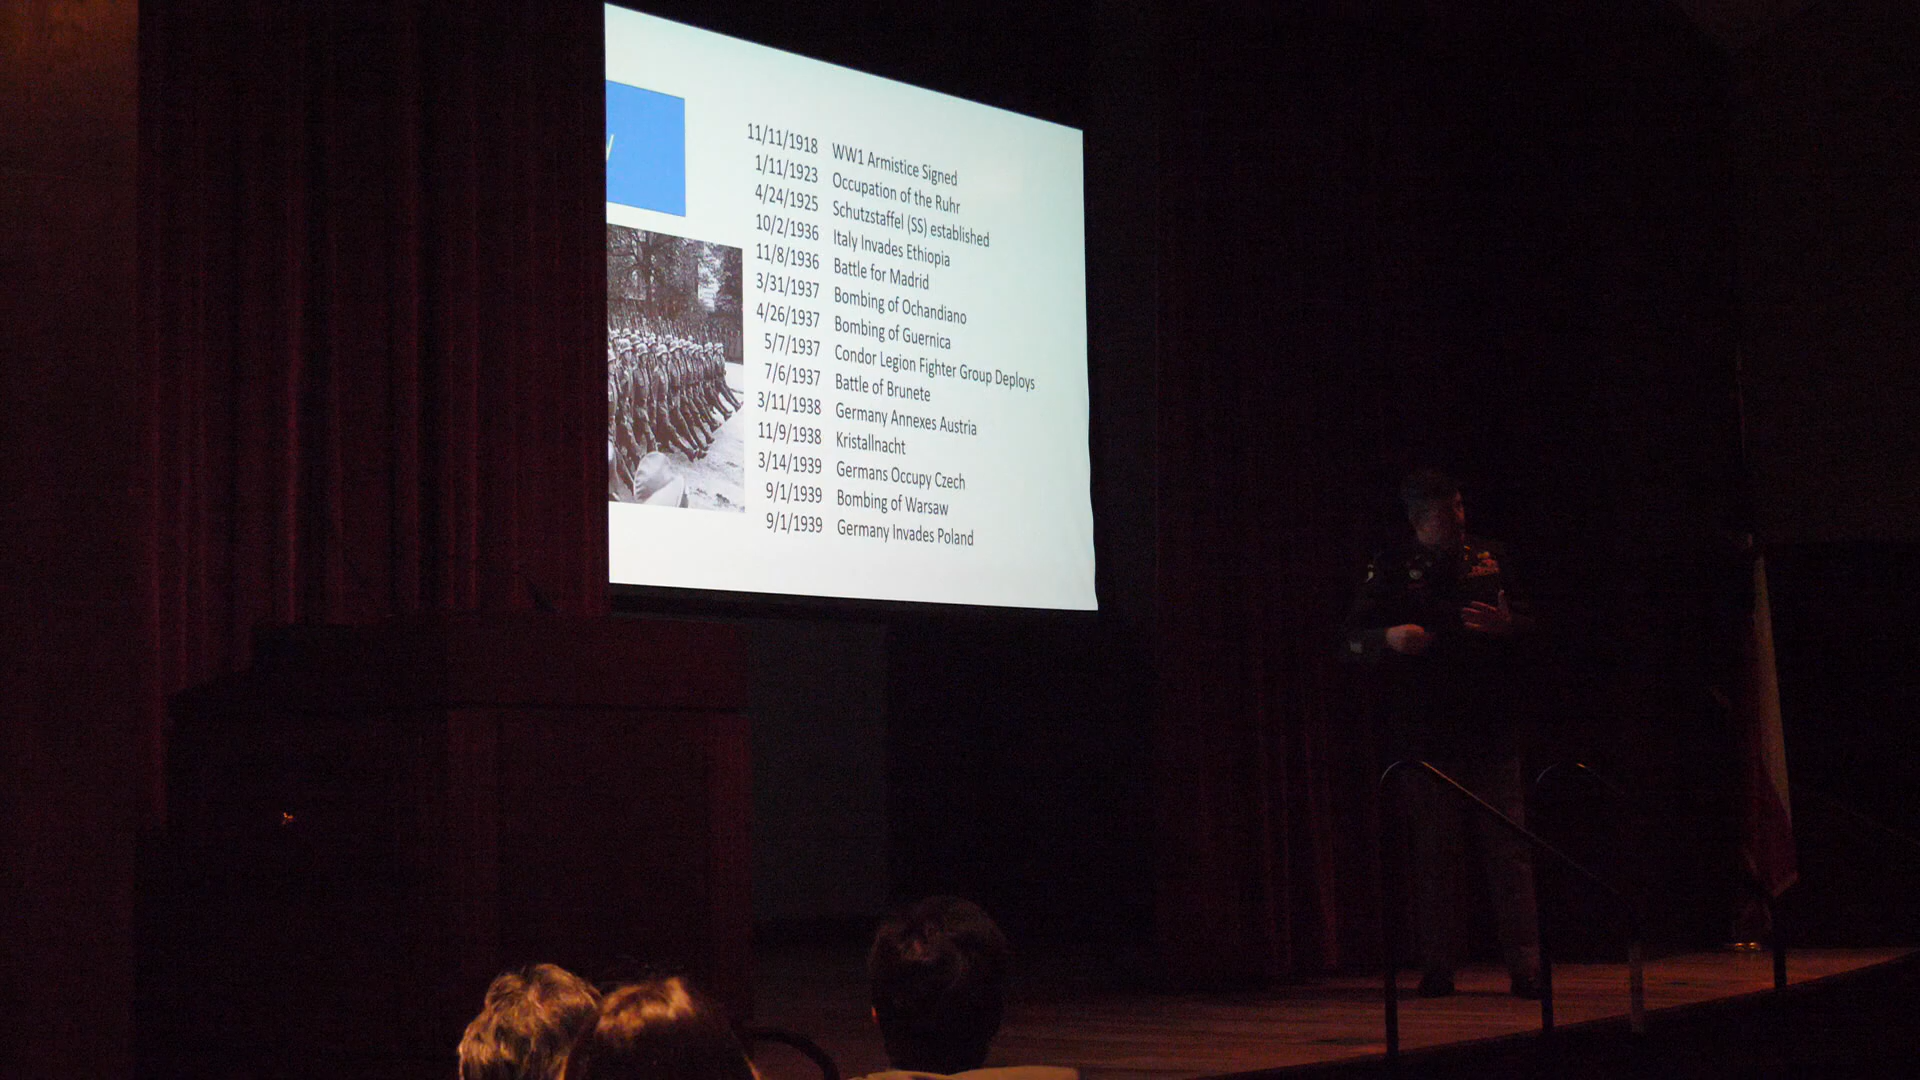 11/11/1918 WW1 Armistice Signed
1/11/1923 Occupation of the Ruhr
4/24/1925 Schutzstaffel (SS) established
10/2/1936 Italy Invades Ethiopia
11/8/1936 Battle for Madrid
3/31/1937 Bombing of Ochandiano
4/26/1937 Bombing of Guernica
5/7/1937 Condor Legion Fighter Group Deploys
7/6/1937 Battle of Brunete
3/11/1938 Germany Annexes Austria
11/9/1938 Kristallnacht
3/14/1939 Germans Occupy Czech
9/1/1939 Bombing of Warsaw
9/1/1939 Germany Invades Poland